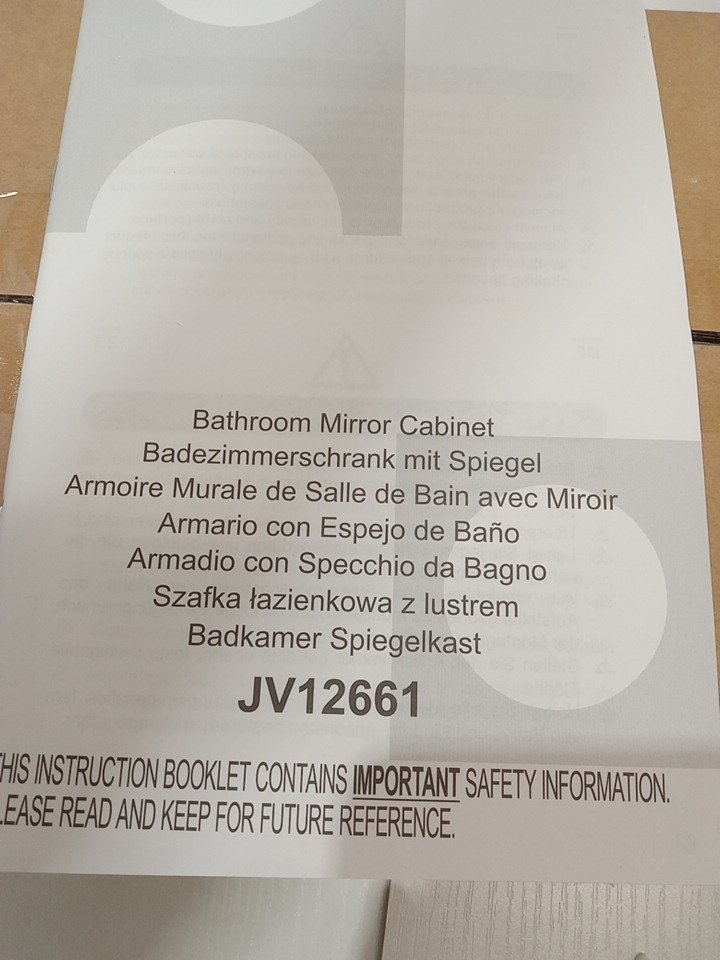 Bathroom Mirror Cabinet
Badezimmerschrank mit Spiegel
Armoire Murale de Salle de Bain avec Miroir
Armario con Espejo de Baño
Armadio con Specchio da Bagno
Szafka łazienkowa z lustrem
Badkamer Spiegelkast
JV12661
THIS INSTRUCTION BOOKLET CONTAINS IMPORTANT SAFETY INFORMATION.
PLEASE READ AND KEEP FOR FUTURE REFERENCE.